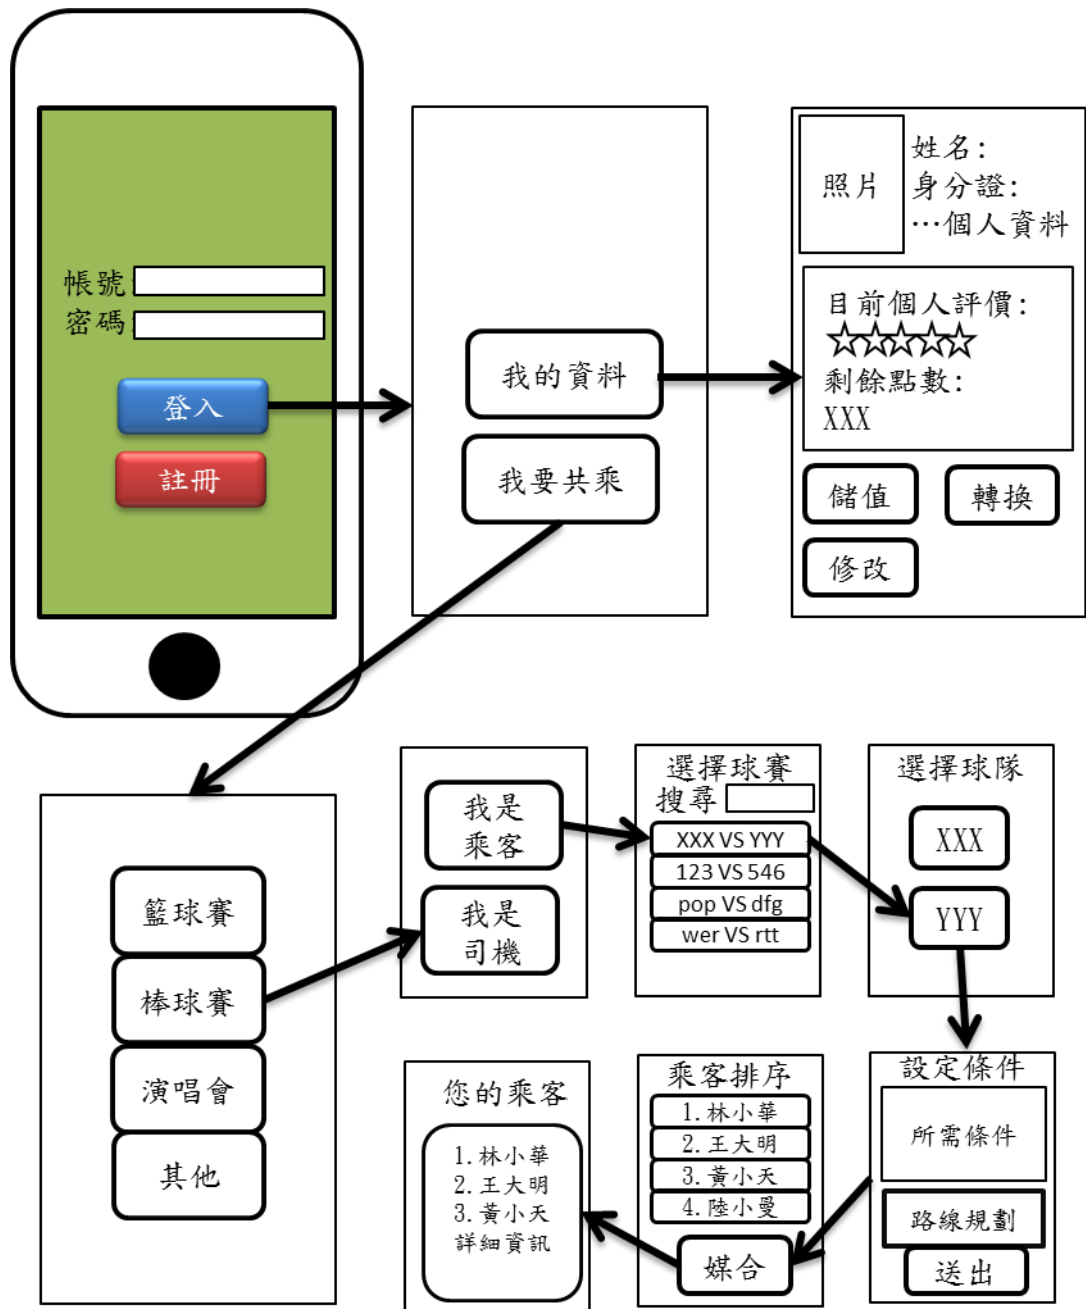 帳號:
密碼:
登入
註冊
我的資料
我要共乘
照片
姓名:
身分證:
…個人資料
目前個人評價:
☆☆☆☆☆
剩餘點數:
XXX
儲值
轉換
修改
籃球賽
棒球賽
演唱會
其他
我是
乘客
我是
司機
選擇球賽
搜尋
XXX VS YYY
123 VS 546
pop VS dfg
wer VS rtt
選擇球隊
XXX
YYY
設定條件
所需條件
路線規劃
送出
乘客排序
1.林小華
2.王大明
3.黃小天
4.陸小曼
媒合
您的乘客
1.林小華
2.王大明
3.黃小天
詳細資訊